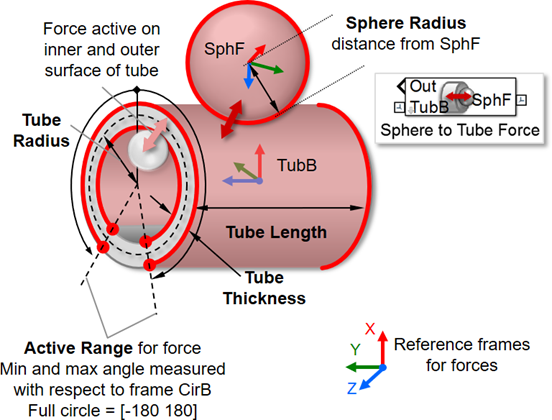 Force active on
inner and outer
surface of tube
SphF
Sphere Radius
distance from SphF
Out
TubB
SphF
Sphere to Tube Force
Tube
Radius
TubB
Tube Length
Tube
Thickness
Active Range for force
Min and max angle measured
with respect to frame CirB
Full circle = [-180 180]
X
Y
Z
Reference frames
for forces